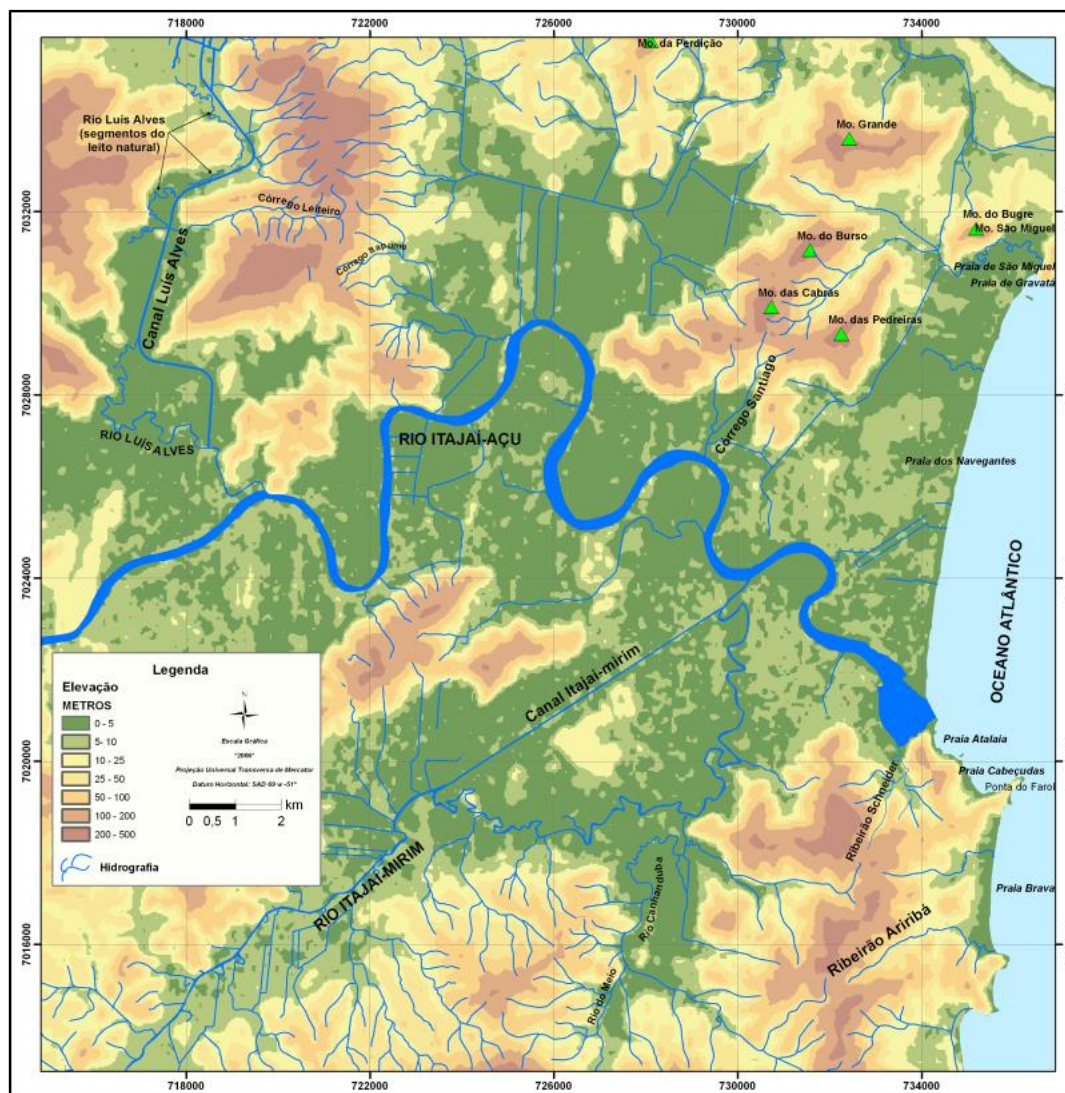 718000 722000 726000 730000 734000
Mo. da Perdição
Rio Luís Alves
(segmentos do
leito natural)
Mo. Grande
Córrego Leiteiro
7032000
7032000
Mo. do Bugre
Mo. São Miguel
Mo. do Burso
Praia de São Miguel
Praia de Gravatá
Canal Luís Alves
Mo. das Cabras
Mo. das Pedreiras
7028000
7028000
Córrego Santiago
RIO LUÍS ALVES
RIO ITAJAÍ-AÇU
Praia dos Navegantes
7024000
7024000
OCEANO ATLÂNTICO
Canal Itajaí-mirim
Legenda
Elevação
METROS
0 - 5
5 - 10
10 - 25
25 - 50
50 - 100
100 - 200
200 - 500
N
Escala Gráfica
"2006"
Projeção Universal Transversa de Mercator
km
0 0,5 1 2
Hidrografia
Praia Atalaia
7020000
7020000
Praia Cabeçudas
Ponta do Farol
Ribeirão Schneider
RIO ITAJAÍ-MIRIM
Rio Canhanduba
Praia Brava
7016000
7016000
Ribeirão Ariribá
Rio do Meio
718000 722000 726000 730000 734000